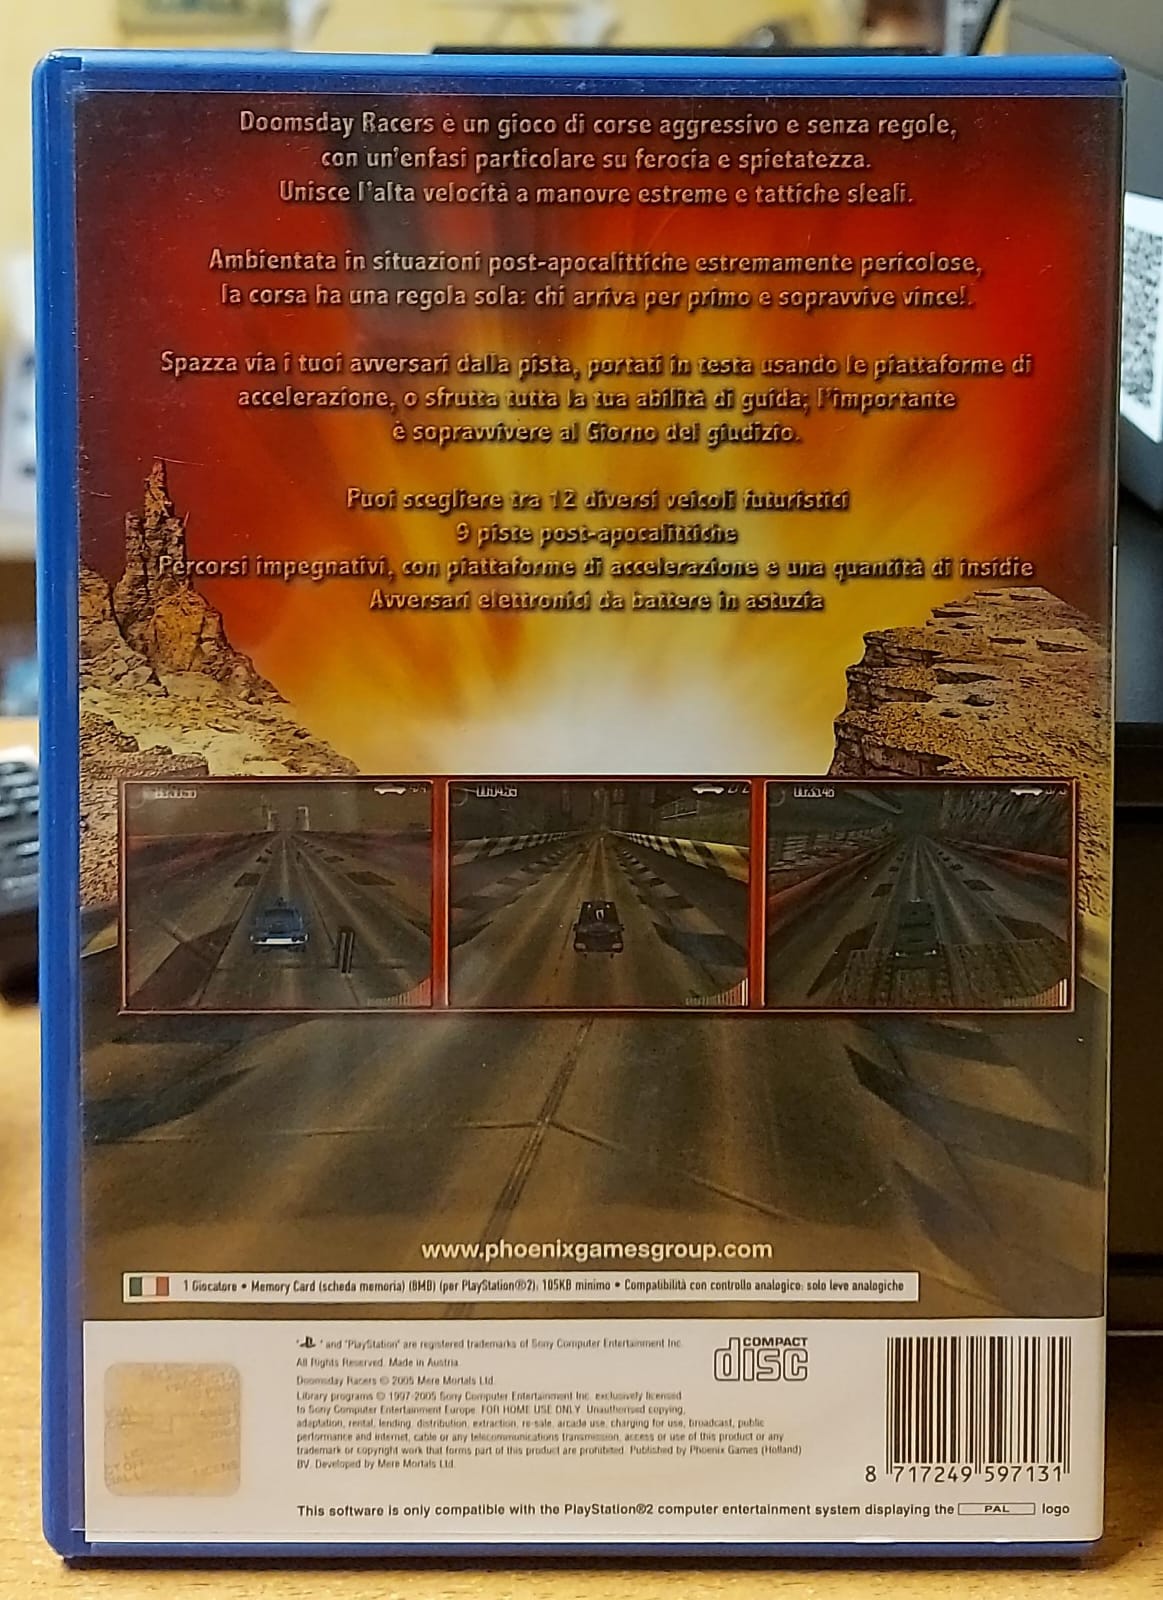 Doomsday Racers è un gioco di corse aggressivo e senza regole,
con un'enfasi particolare su ferocia e spietatezza.
Unisce l'alta velocità a manovre estreme e tattiche sleali.
Ambientata in situazioni post-apocalittiche estremamente pericolose,
la corsa ha una regola sola: chi arriva per primo e sopravvive vince!.
Spazza via i tuoi avversari dalla pista, portati in testa usando le piattaforme di
accelerazione, o sfrutta tutta la tua abilità di guida; l'importante
è sopravvivere al Giorno del giudizio.
Puoi scegliere tra 12 diversi veicoli futuristici
9 piste post-apocalittiche
Percorsi impegnativi, con piattaforme di accelerazione e una quantità di insidie
Avversari elettronici da battere in astuzia
www.phoenixgamesgroup.com
1 Giocatore • Memory Card (scheda memoria) (8MB) (per PlayStation®2): 105KB minimo • Compatibilità con controllo analogico: solo leve analogiche
" " and "PlayStation" are registered trademarks of Sony Computer Entertainment Inc.
All Rights Reserved. Made in Austria.
Doomsday Racers © 2005 Mere Mortals Ltd.
Library programs © 1997-2005 Sony Computer Entertainment Inc. exclusively licensed
to Sony Computer Entertainment Europe. FOR HOME USE ONLY. Unauthorised copying,
adaptation, rental, lending, distribution, extraction, re-sale, arcade use, charging for use, broadcast, public
performance and internet, cable or any telecommunications transmission, access or use of this product or any
trademark or copyright work that forms part of this product are prohibited. Published by Phoenix Games (Holland)
BV. Developed by Mere Mortals Ltd.
COMPACT
disc
8 717249 597131
This software is only compatible with the PlayStation®2 computer entertainment system displaying the PAL logo